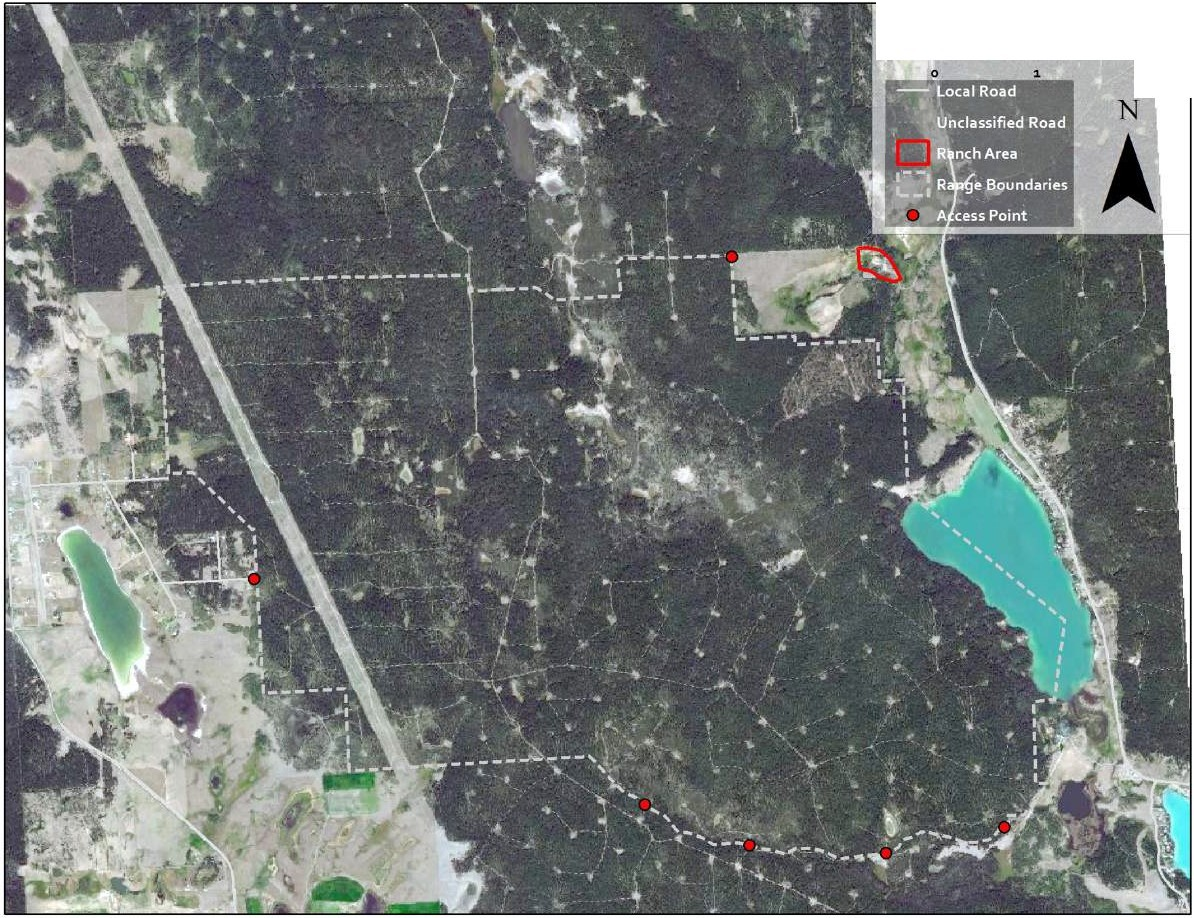 0 1
Local Road
Unclassified Road
Ranch Area
Range Boundaries
Access Point
N